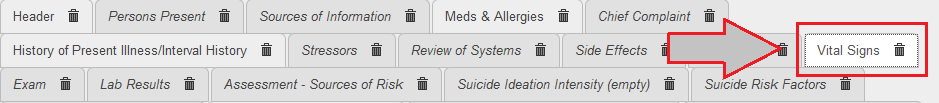 Header Persons Present Sources of Information Meds & Allergies Chief Complaint
History of Present Illness/Interval History Stressors Review of Systems Side Effects Vital Signs
Exam Lab Results Assessment - Sources of Risk Suicide Ideation Intensity (empty) Suicide Risk Factors